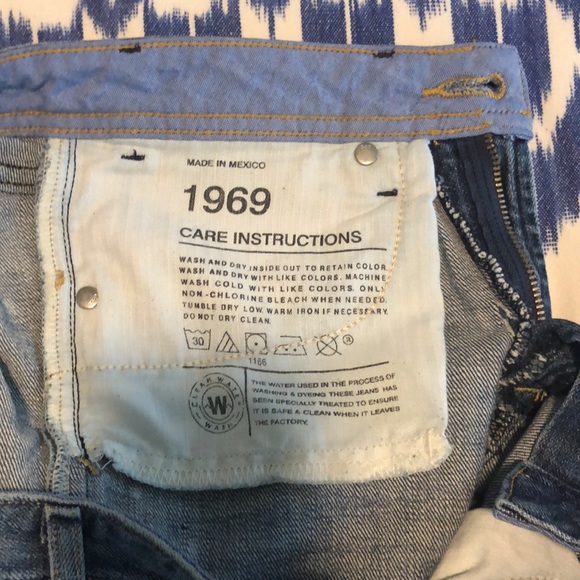 MADE IN MEXICO
1969
CARE INSTRUCTIONS
WASH AND DRY INSIDE OUT TO RETAIN COLOR.
WASH AND DRY WITH LIKE COLORS. MACHINE
WASH COLD WITH LIKE COLORS. ONLY
NON-CHLORINE BLEACH WHEN NEEDED.
TUMBLE DRY LOW. WARM IRON IF NECESSARY.
DO NOT DRY CLEAN.
30
1166
CLEAN WATER
W
WASH
THE WATER USED IN THE PROCESS OF
WASHING & DYEING THESE JEANS HAS
BEEN SPECIALLY TREATED TO ENSURE
IT IS SAFE & CLEAN WHEN IT LEAVES
THE FACTORY.